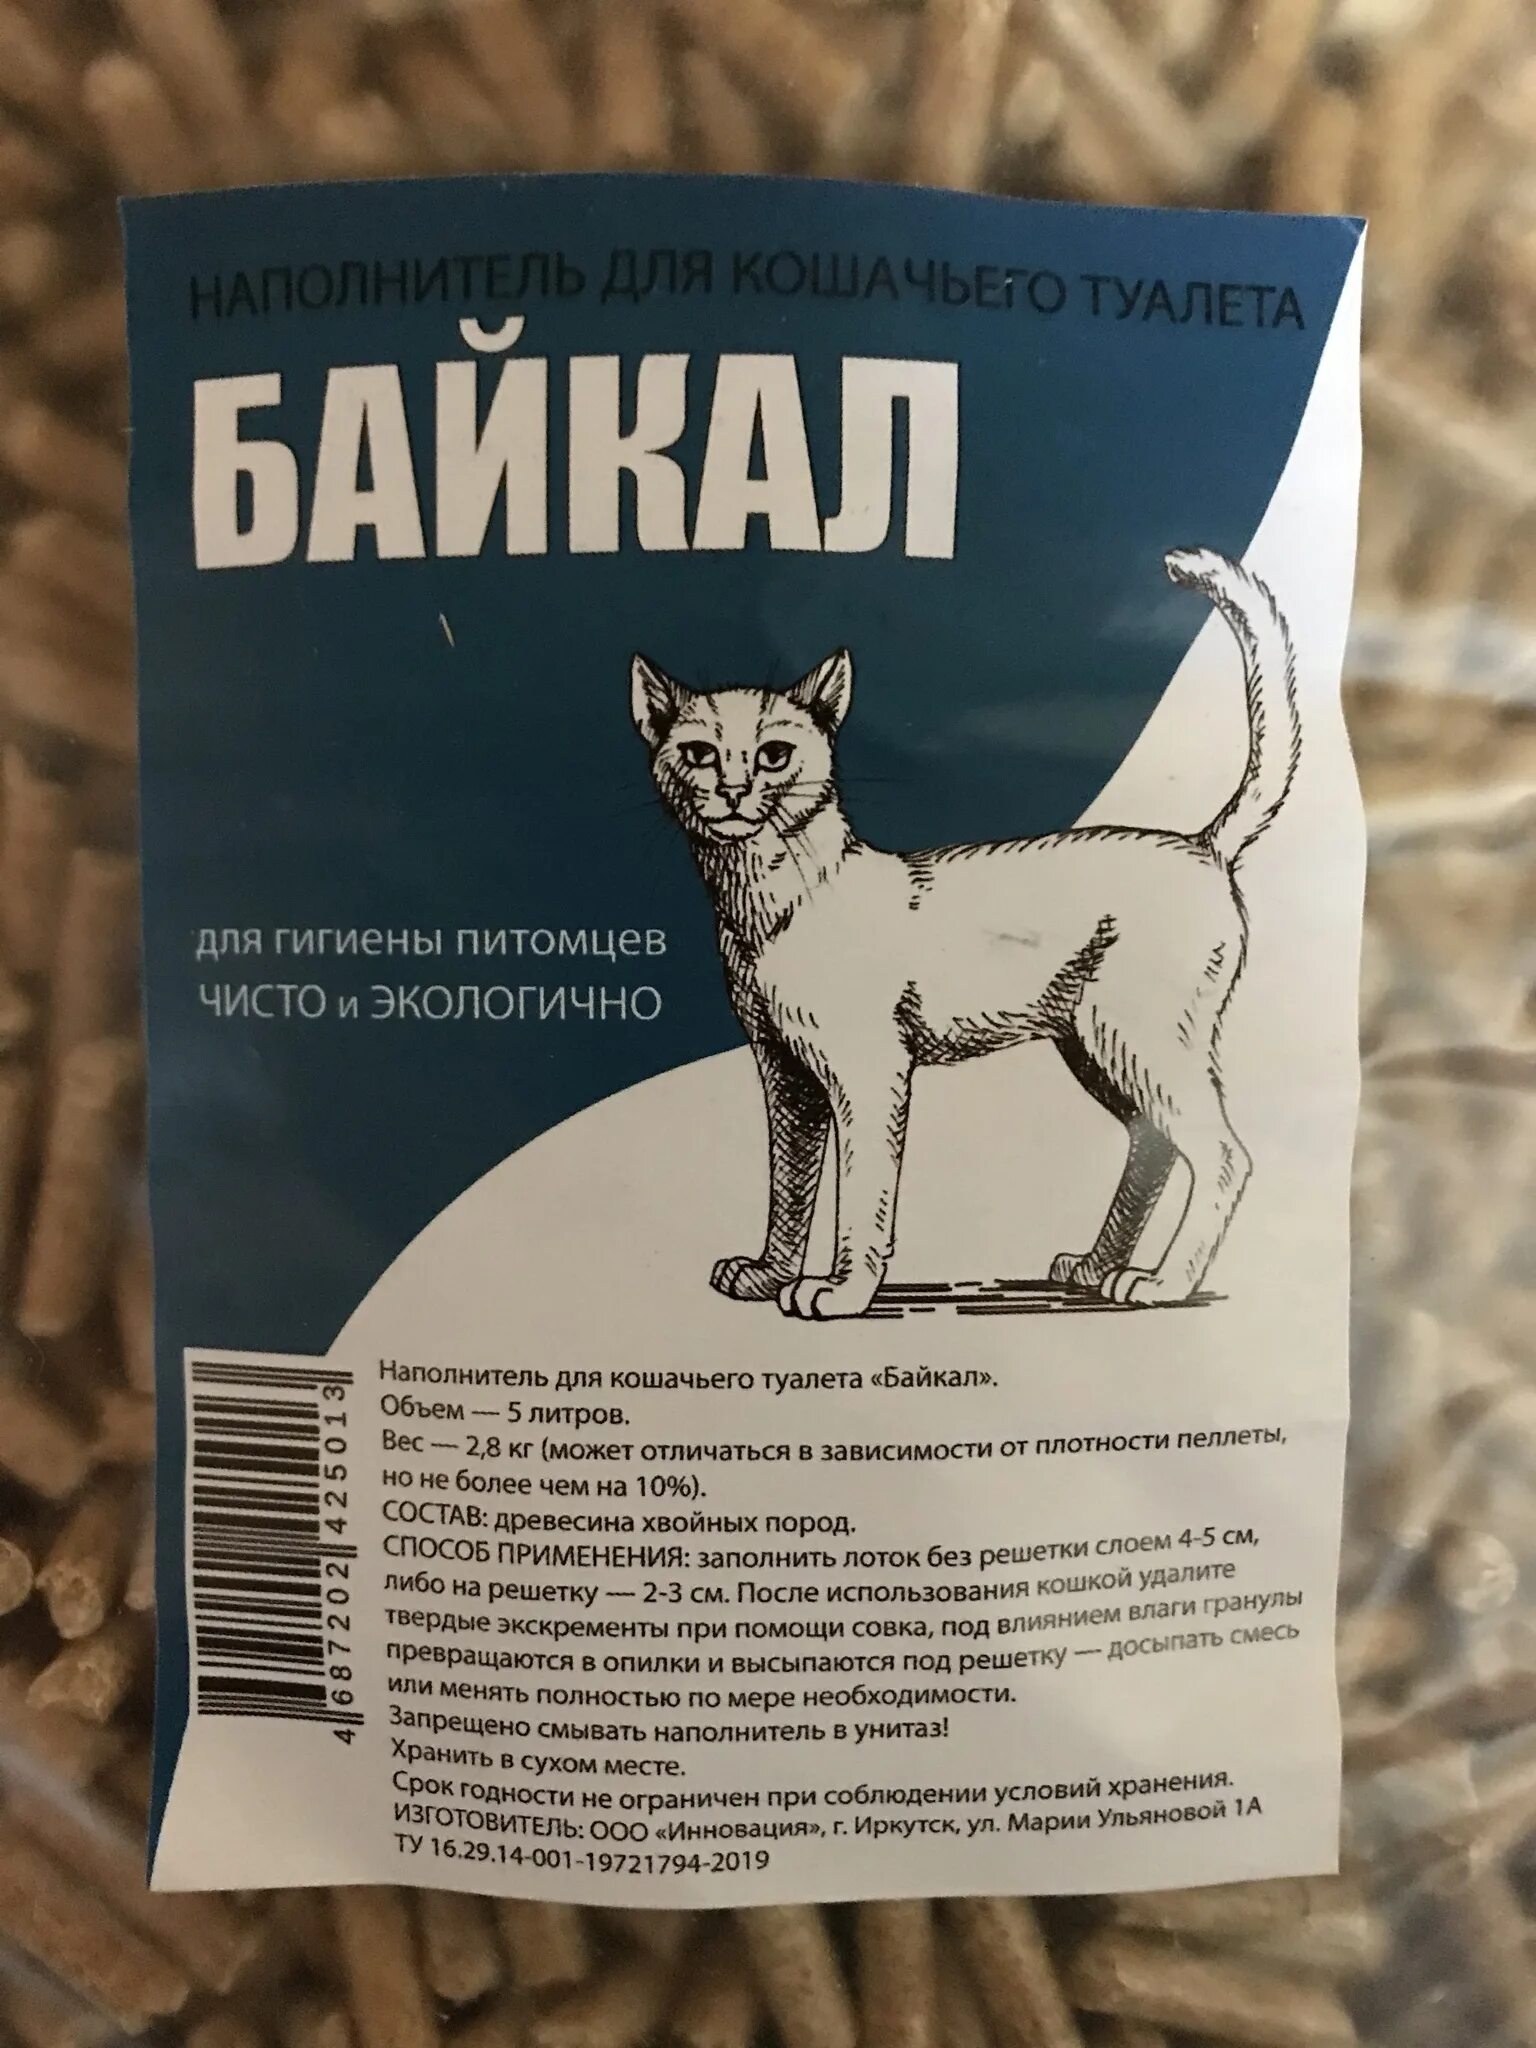 НАПОЛНИТЕЛЬ ДЛЯ КОШАЧЬЕГО ТУАЛЕТА
БАЙКАЛ
ДЛЯ ГИГИЕНЫ ПИТОМЦЕВ
ЧИСТО и ЭКОЛОГИЧНО
Наполнитель для кошачьего туалета «Байкал».
Объем — 5 литров.
Вес — 2,8 кг (может отличаться в зависимости от плотности пеллеты,
но не более чем на 10%).
СОСТАВ: древесина хвойных пород.
СПОСОБ ПРИМЕНЕНИЯ: заполнить лоток без решетки слоем 4-5 см,
либо на решетку — 2-3 см. После использования кошкой удалите
твердые экскременты при помощи совка, под влиянием влаги гранулы
превращаются в опилки и высыпаются под решетку — досыпать смесь
или менять полностью по мере необходимости.
Запрещено смывать наполнитель в унитаз!
Хранить в сухом месте.
Срок годности не ограничен при соблюдении условий хранения.
ИЗГОТОВИТЕЛЬ: ООО «Инновация», г. Иркутск, ул. Марии Ульяновой 1А
ТУ 16.29.14-001-19721794-2019
4 687202 425013